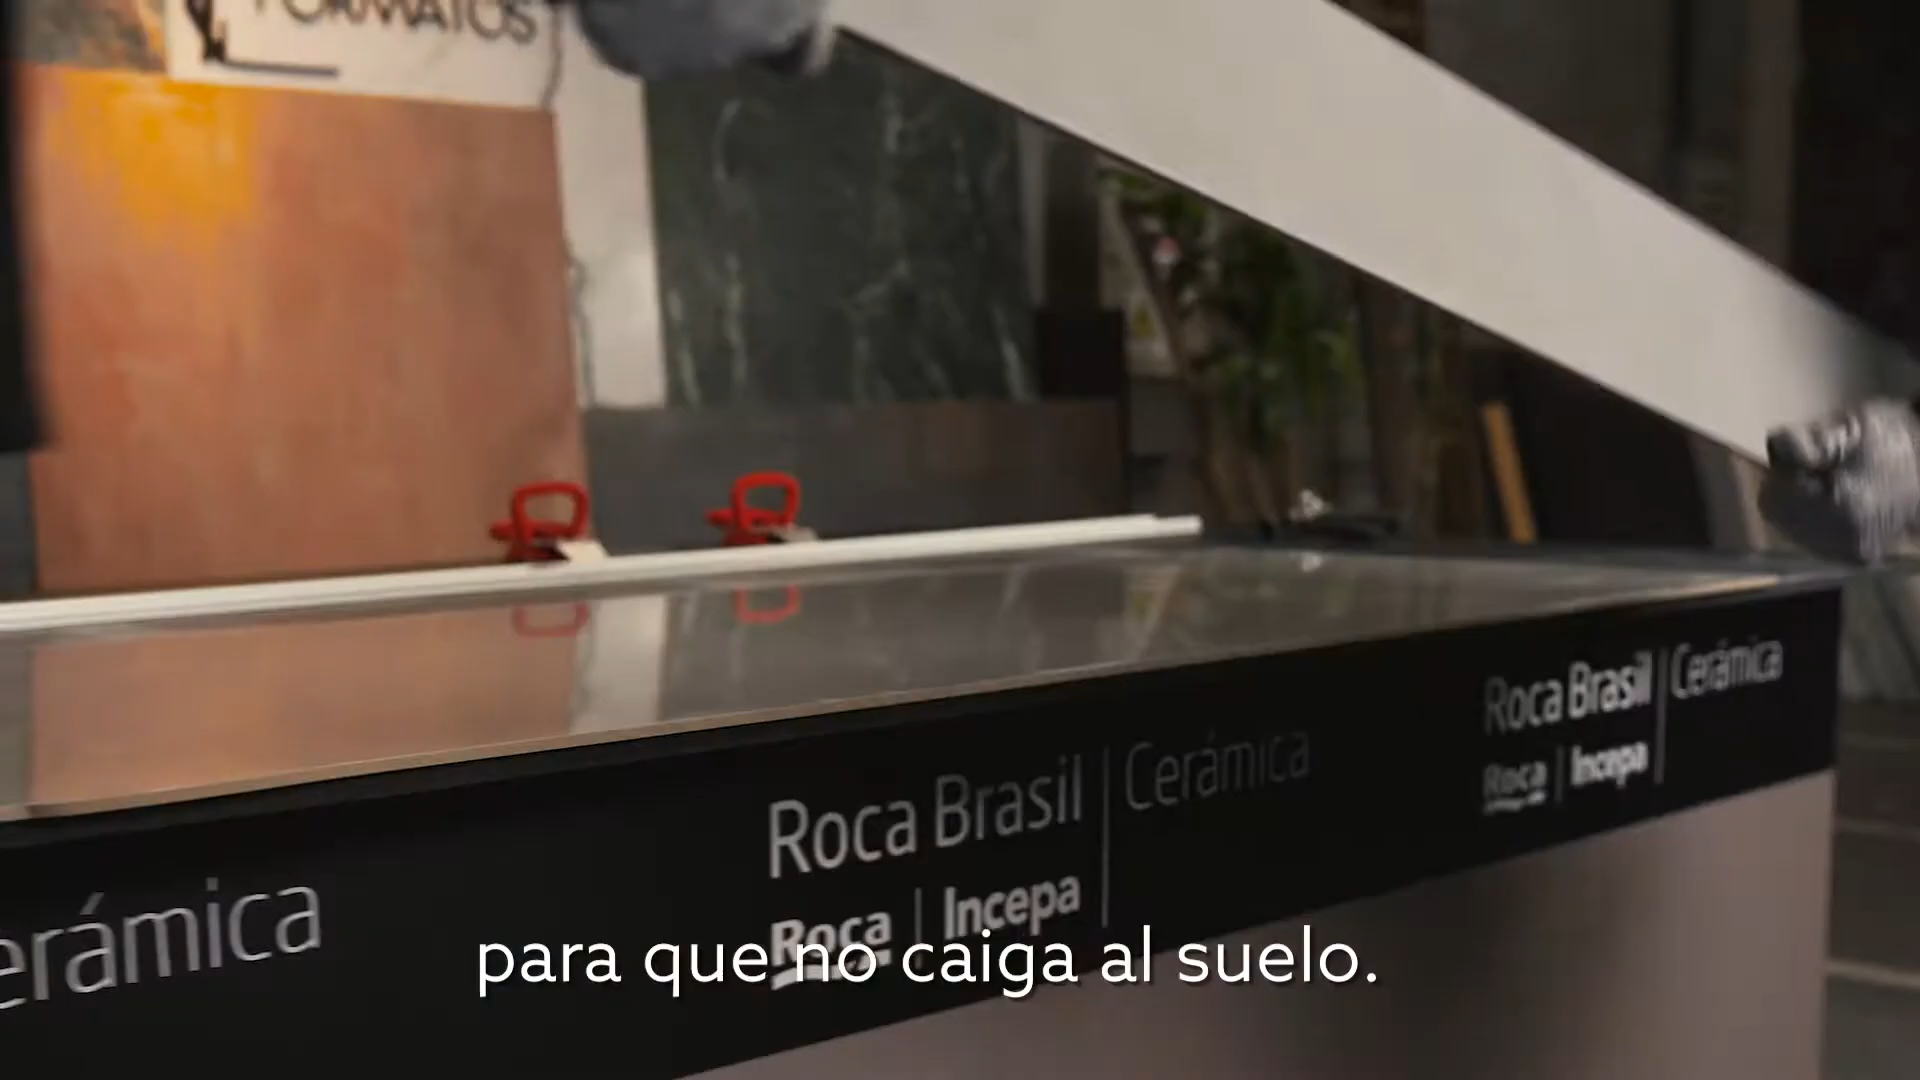 FORMATOS
Roca Brasil | Cerámica
Roca | Incepa
Roca Brasil | Cerámica
Roca | Incepa
erámica
para que no caiga al suelo.